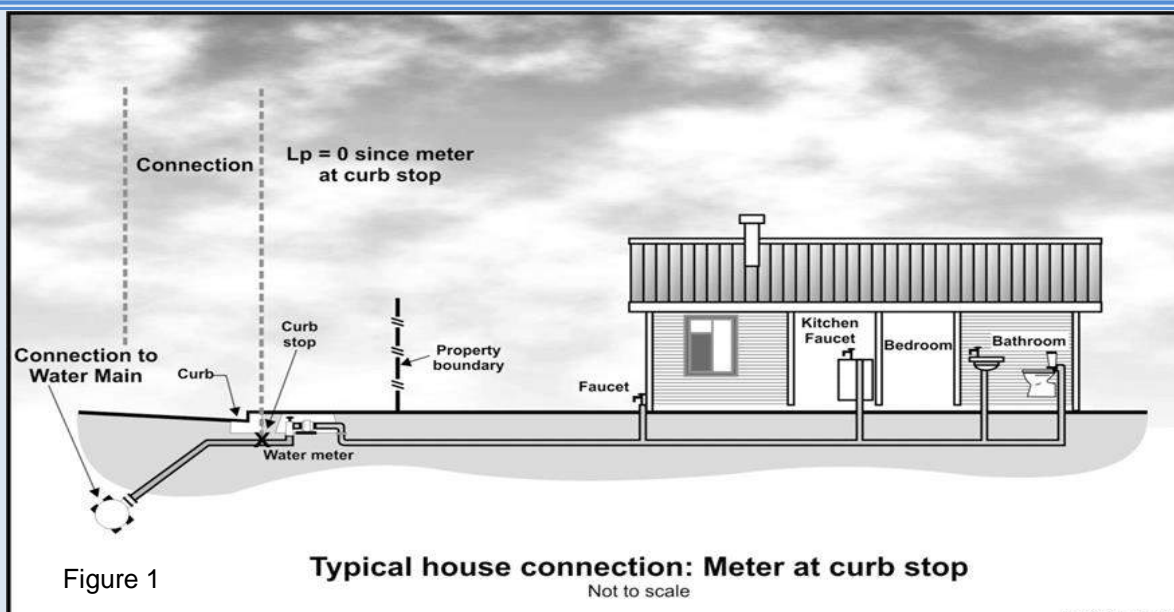 Connection
Lp = 0 since meter
at curb stop
Connection to
Water Main
Curb
Curb
stop
Property
boundary
Water meter
Faucet
Kitchen
Faucet
Bedroom
Bathroom
Figure 1
Typical house connection: Meter at curb stop
Not to scale